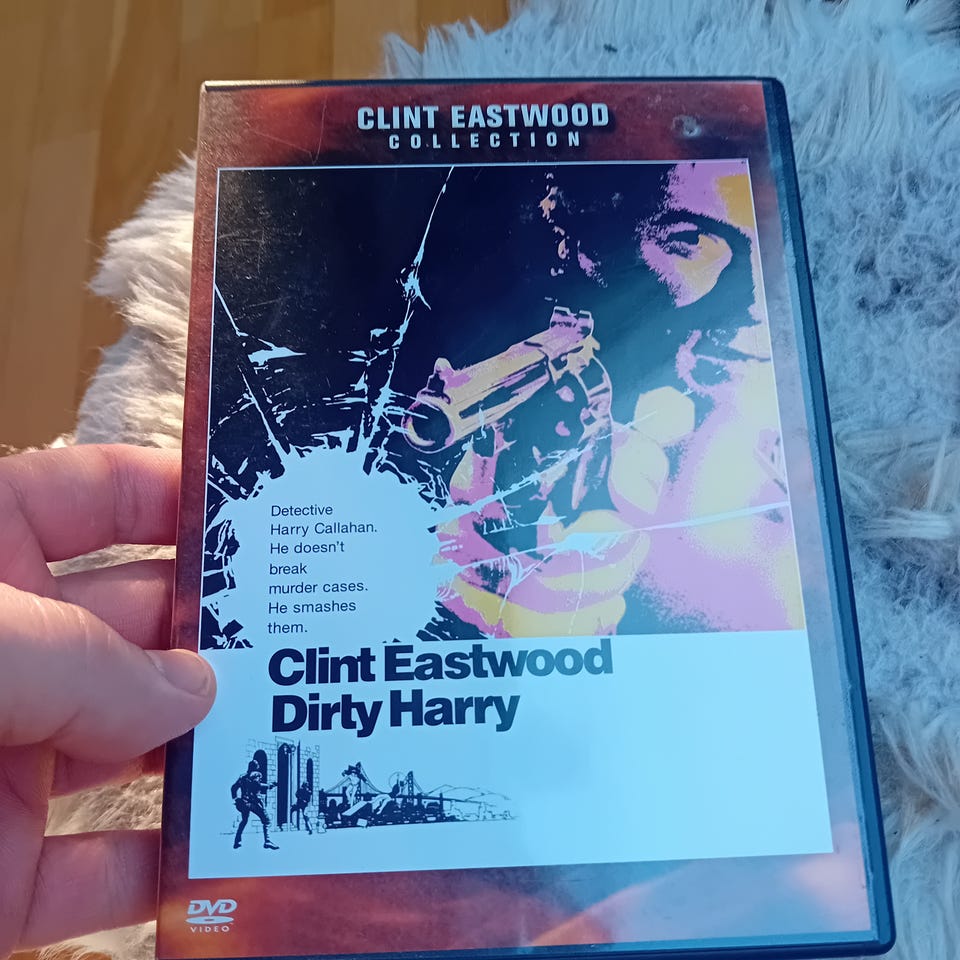 CLINT EASTWOOD
COLLECTION
Detective
Harry Callahan.
He doesn't
break
murder cases.
He smashes
them.
Clint Eastwood
Dirty Harry
DVD
VIDEO